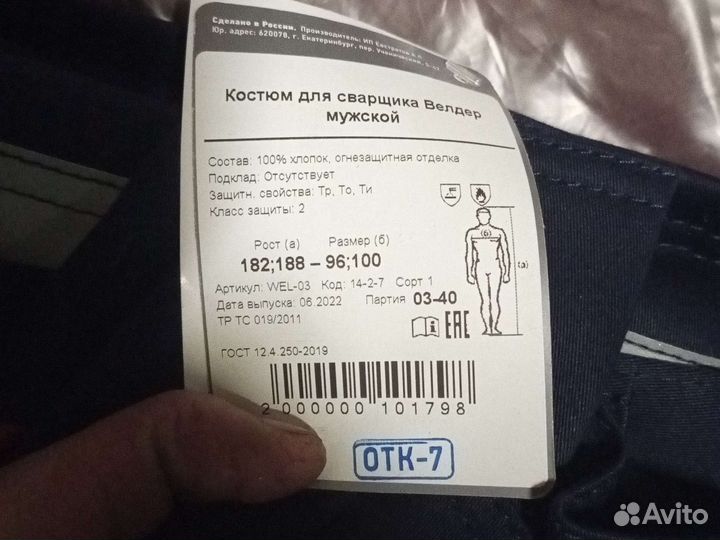 Сделано в России. Производитель: ИП Евстратов
Юр. адрес: 620078, г. Екатеринбург, пер.
Костюм для сварщика Велдер
мужской
Состав: 100% хлопок, огнезащитная отделка
Подклад: Отсутствует
Защитн. свойства: Тр, То, Ти
Класс защиты: 2
Рост (а) Размер (б)
182;188 – 96;100
(б)
(а)
Артикул: WEL-03 Код: 14-2-7 Сорт 1
Дата выпуска: 06.2022 Партия 03-40
ТР ТС 019/2011
i EAC
ГОСТ 12.4.250-2019
2 000000 101798
ОТК-7
Avito